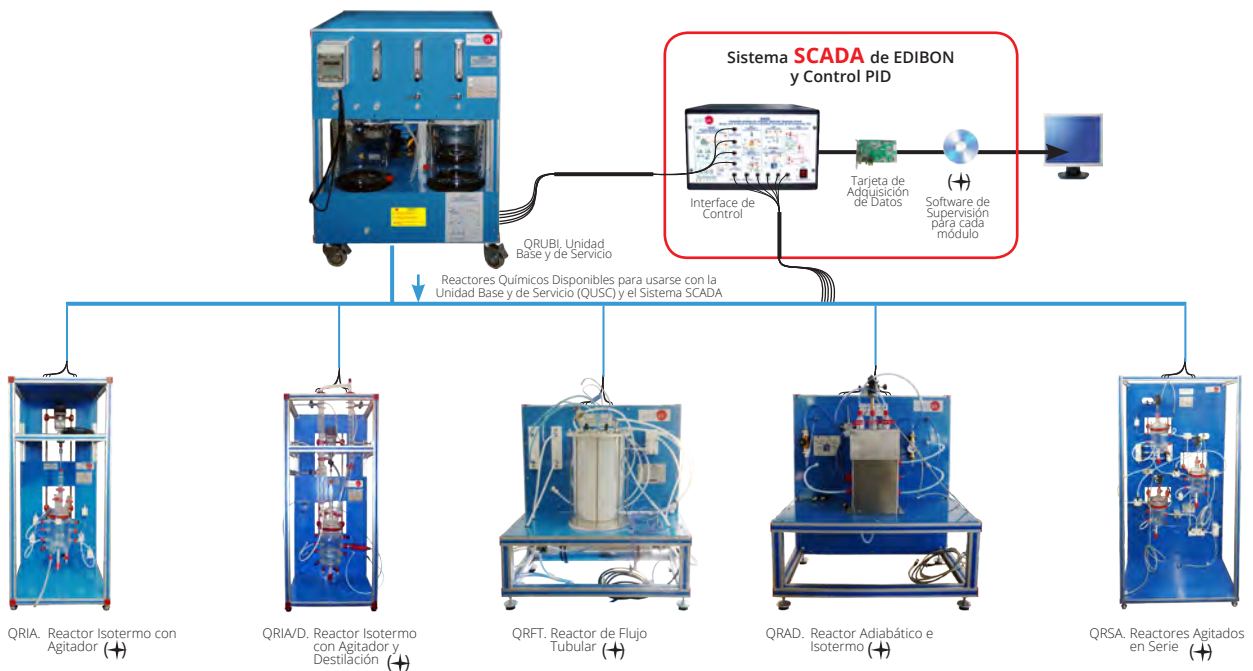 Sistema SCADA de EDIBON
y Control PID
Interface de
Control
Tarjeta de
Adquisición
de Datos
Software de
Supervisión
para cada
módulo
QRUBI. Unidad
Base y de Servicio
Reactores Químicos Disponibles para usarse con la
Unidad Base y de Servicio (QUSC) y el Sistema SCADA
QRIA. Reactor Isotermo con
Agitador
QRIA/D. Reactor Isotermo
con Agitador y
Destilación
QRFT. Reactor de Flujo
Tubular
QRAD. Reactor Adiabático e
Isotermo
QRSA. Reactores Agitados
en Serie